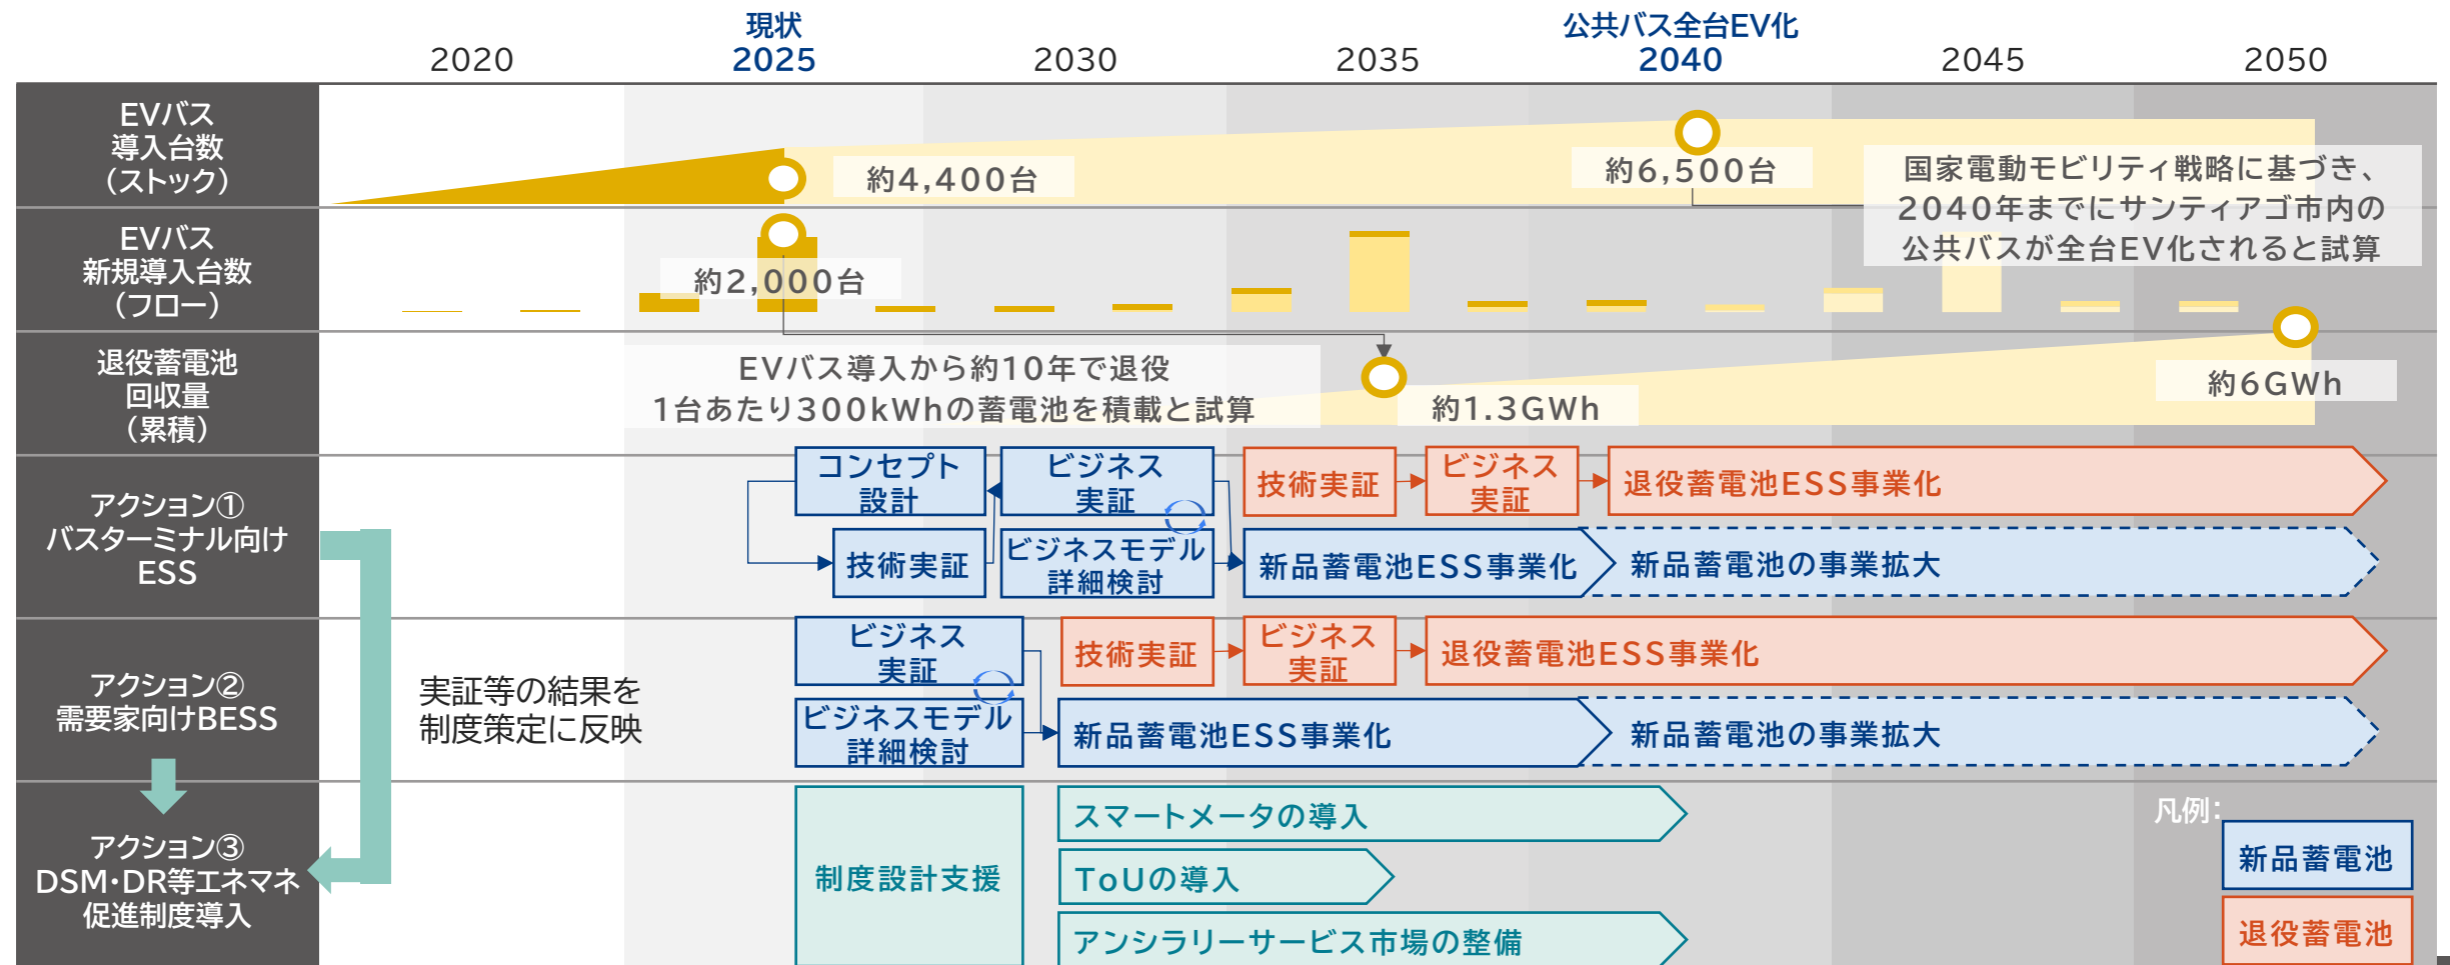 現状
公共バス全台EV化
2020
2025
2030
2035
2040
2045
2050
EVバス
導入台数
（ストック）
約4,400台
約6,500台
国家電動モビリティ戦略に基づき、
2040年までにサンティアゴ市内の
公共バスが全台EV化されると試算
EVバス
新規導入台数
（フロー）
約2,000台
退役蓄電池
回収量
（累積）
EVバス導入から約10年で退役
1台あたり300kWhの蓄電池を積載と試算
約1.3GWh
約6GWh
アクション①
バスターミナル向け
ESS
コンセプト
設計
ビジネス
実証
技術実証
ビジネス
実証
退役蓄電池ESS事業化
技術実証
ビジネスモデル
詳細検討
新品蓄電池ESS事業化
新品蓄電池の事業拡大
アクション②
需要家向けBESS
実証等の結果を
制度策定に反映
ビジネス
実証
技術実証
ビジネス
実証
退役蓄電池ESS事業化
ビジネスモデル
詳細検討
新品蓄電池ESS事業化
新品蓄電池の事業拡大
アクション③
DSM・DR等エネマネ
促進制度導入
制度設計支援
スマートメータの導入
ToUの導入
アンシラリーサービス市場の整備
凡例：
新品蓄電池
退役蓄電池